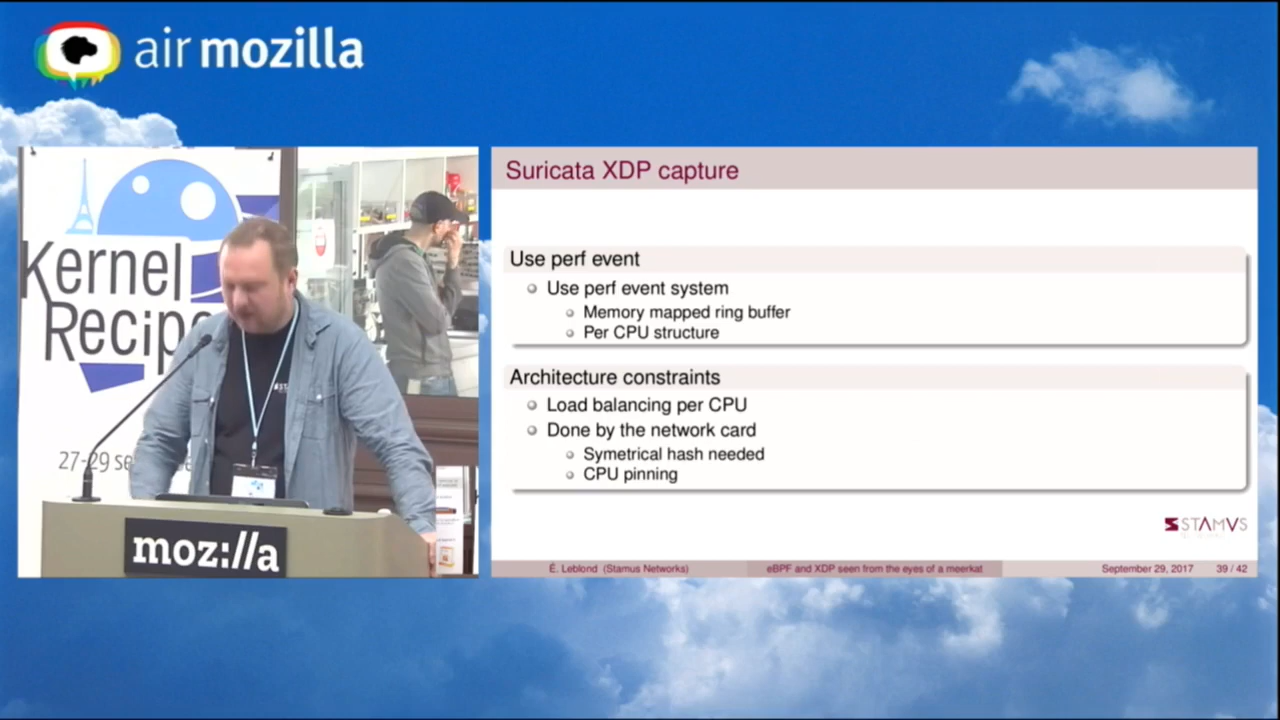 air mozilla
Kernel
Recipe
27-29 se
moz://a
Suricata XDP capture
Use perf event
Use perf event system
Memory mapped ring buffer
Per CPU structure
Architecture constraints
Load balancing per CPU
Done by the network card
Symetrical hash needed
CPU pinning
STAMVS
É. Leblond (Stamus Networks)
eBPF and XDP seen from the eyes of a meerkat
September 29, 2017
39 / 42